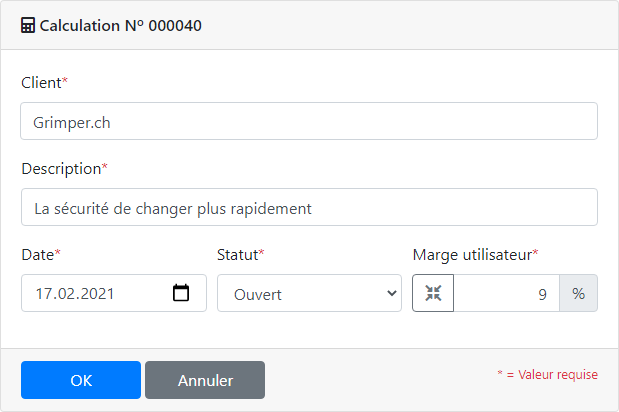 Calculation Nº 000040
Client*
Grimper.ch
Description*
La sécurité de changer plus rapidement
Date* Statut* Marge utilisateur*
17.02.2021 Ouvert 9 %
OK Annuler * = Valeur requise